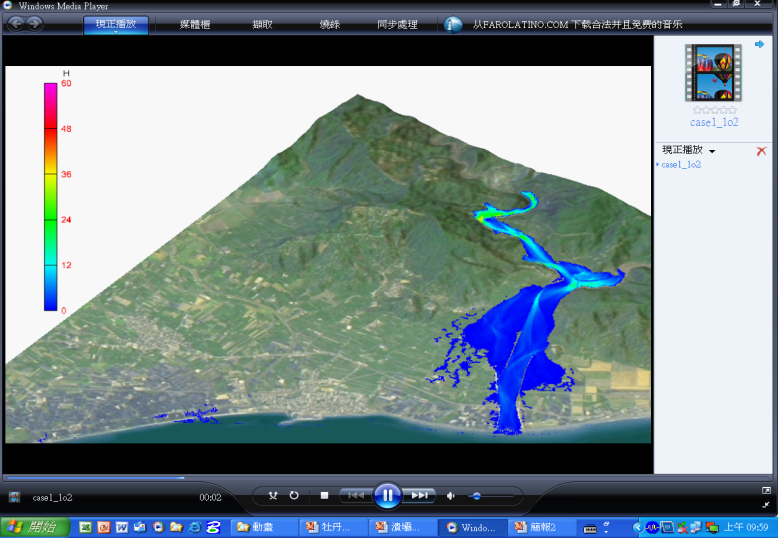 Windows Media Player
現正播放 媒體櫃 擷取 燒錄 同步處理 从FAROLATINO.COM 下载合法并且免费的音乐
H
60
48
36
24
12
0
case1_1o2
現正播放
case1_1o2
case1_1o2 00:02
開始 動畫 牡丹... 潰壩... Windo... 簡報2 上午 09:59